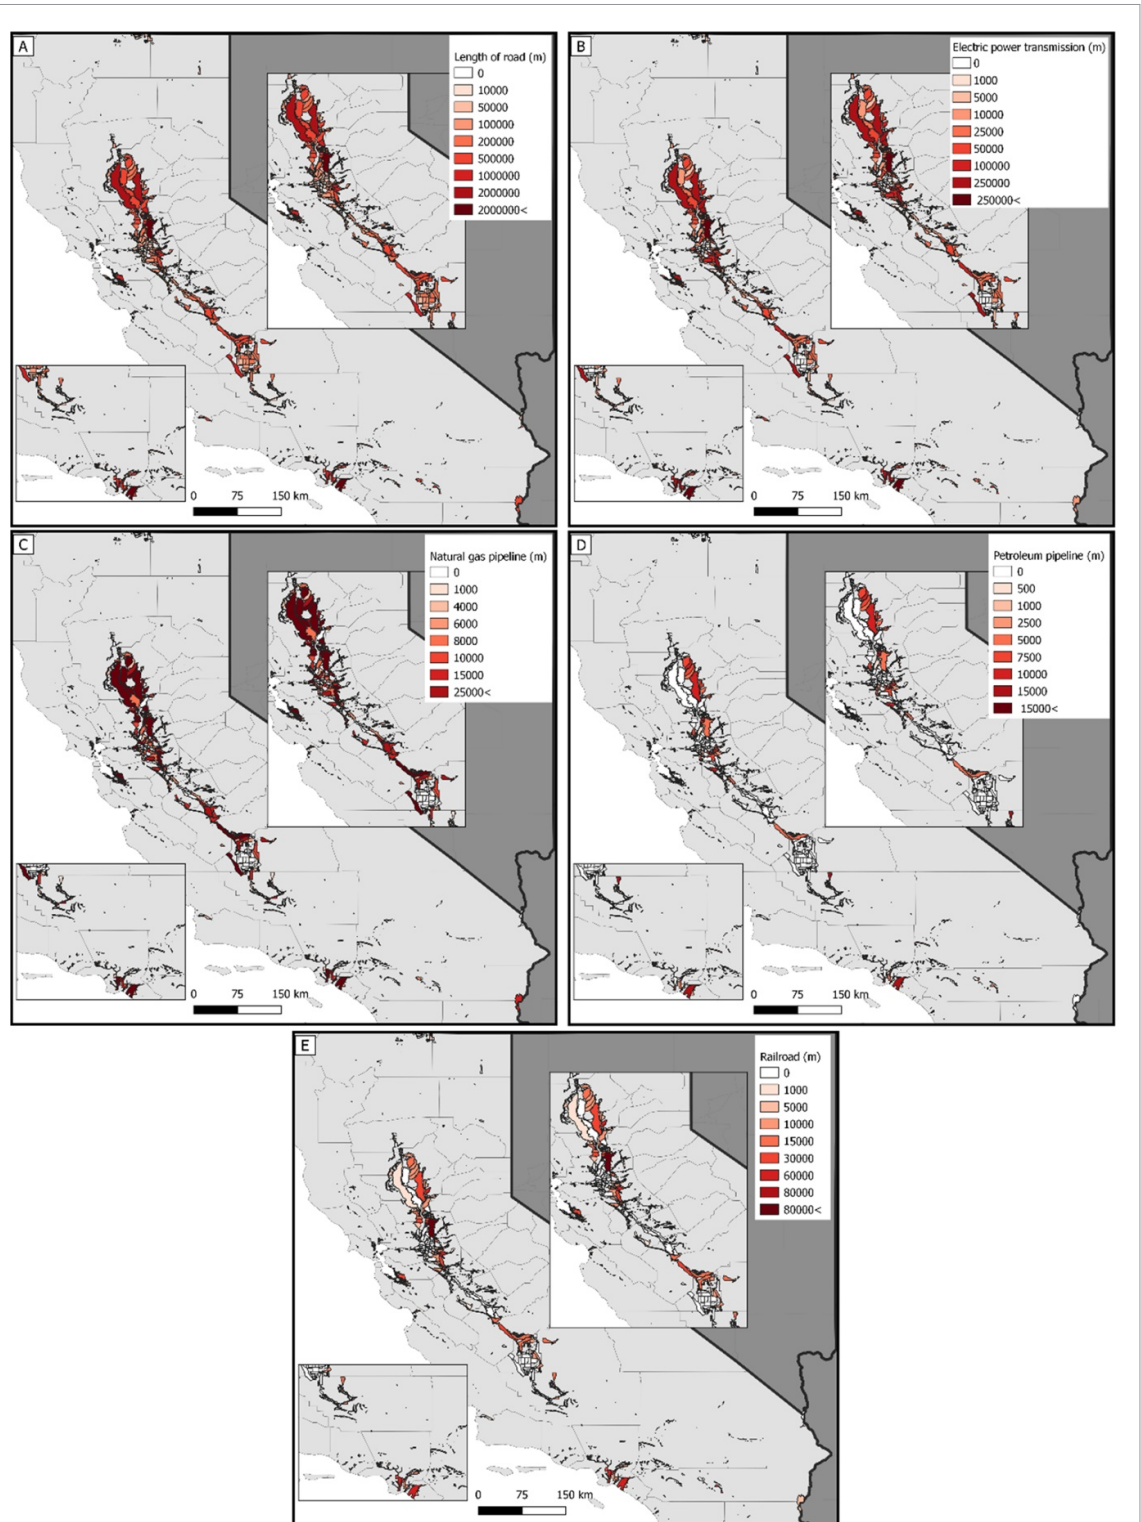 A
Length of road (m)
0
10000
50000
100000
200000
500000
1000000
2000000
2000000<
0 75 150 km
B
Electric power transmission (m)
0
1000
5000
10000
25000
50000
100000
250000
250000<
0 75 150 km
C
Natural gas pipeline (m)
0
1000
4000
6000
8000
10000
15000
25000<
0 75 150 km
D
Petroleum pipeline (m)
0
500
1000
2500
5000
7500
10000
15000
15000<
0 75 150 km
E
Railroad (m)
0
1000
5000
10000
15000
30000
60000
80000
80000<
0 75 150 km